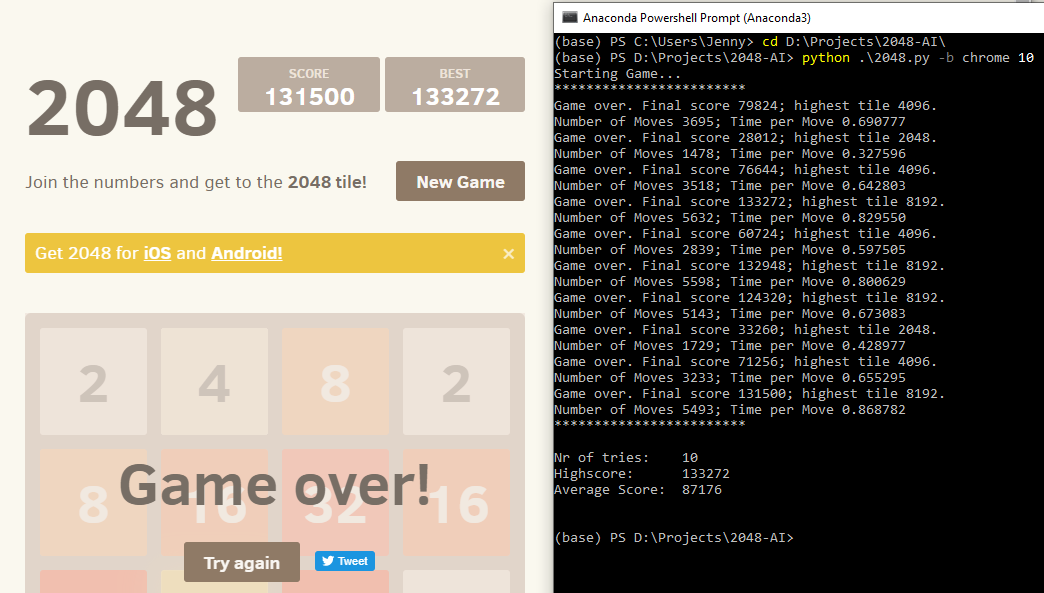 2048
SCORE
131500
BEST
133272
Join the numbers and get to the 2048 tile!
New Game
Get 2048 for iOS and Android!
×
2 4 8 2
8 16 32 16
Game over!
Try again
Tweet
Anaconda Powershell Prompt (Anaconda3)
(base) PS C:\Users\Jenny> cd D:\Projects\2048-AI\
(base) PS D:\Projects\2048-AI> python .\2048.py -b chrome 10
Starting Game...
************************
Game over. Final score 79824; highest tile 4096.
Number of Moves 3695; Time per Move 0.690777
Game over. Final score 28012; highest tile 2048.
Number of Moves 1478; Time per Move 0.327596
Game over. Final score 76644; highest tile 4096.
Number of Moves 3518; Time per Move 0.642803
Game over. Final score 133272; highest tile 8192.
Number of Moves 5632; Time per Move 0.829550
Game over. Final score 60724; highest tile 4096.
Number of Moves 2839; Time per Move 0.597505
Game over. Final score 132948; highest tile 8192.
Number of Moves 5598; Time per Move 0.800629
Game over. Final score 124320; highest tile 8192.
Number of Moves 5143; Time per Move 0.673083
Game over. Final score 33260; highest tile 2048.
Number of Moves 1729; Time per Move 0.428977
Game over. Final score 71256; highest tile 4096.
Number of Moves 3233; Time per Move 0.655295
Game over. Final score 131500; highest tile 8192.
Number of Moves 5493; Time per Move 0.868782
************************
Nr of tries: 10
Highscore: 133272
Average Score: 87176
(base) PS D:\Projects\2048-AI>